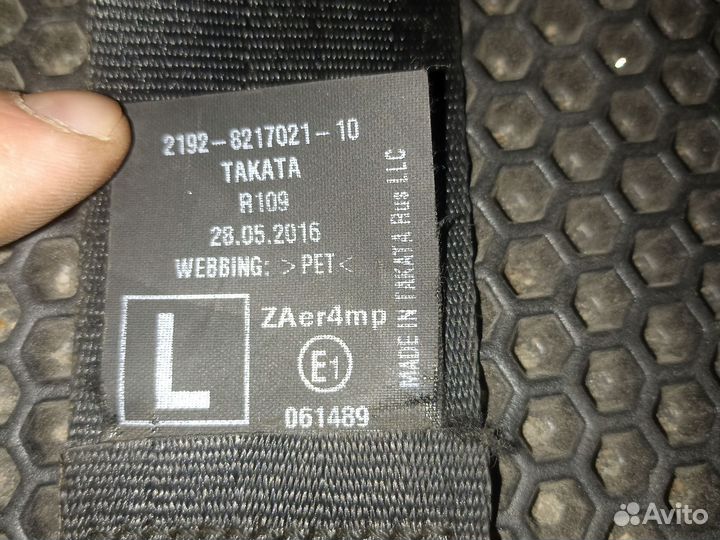 2192-8217021-10
TAKATA
R109
28.05.2016
WEBBING: >PET<
L
ZAer4mp
E1
061489
MADE IN TAKATA Rus LLC
Avito